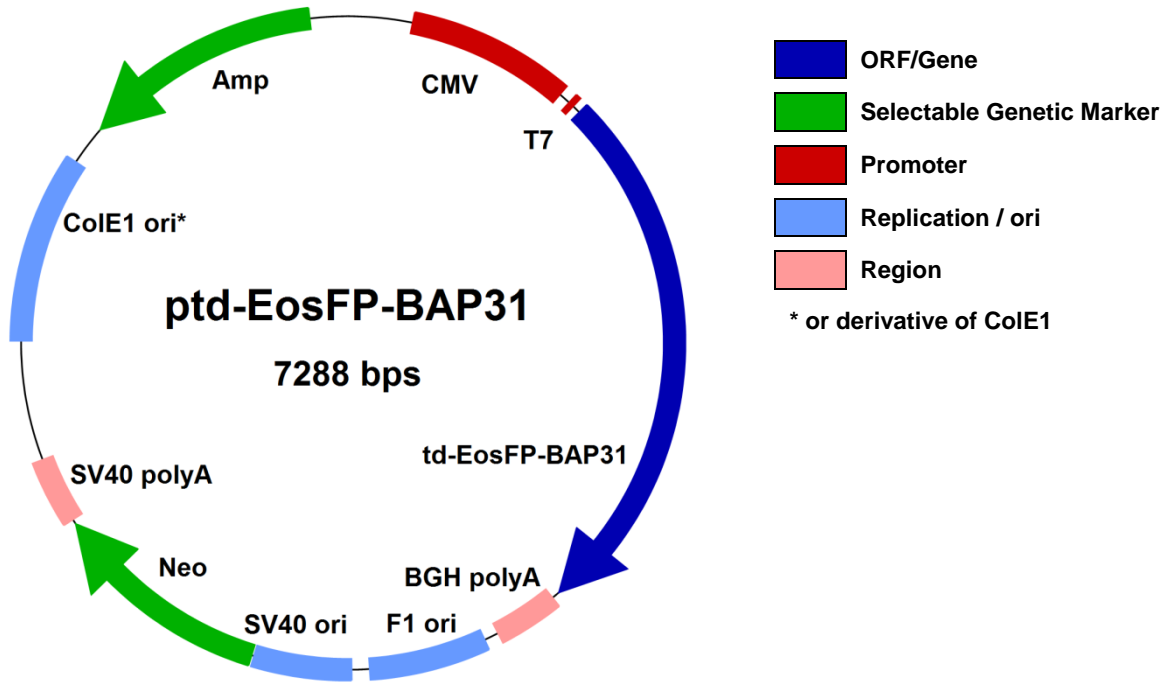 Amp
CMV
T7
ColE1 ori*
ptd-EosFP-BAP31
7288 bps
td-EosFP-BAP31
SV40 polyA
BGH polyA
Neo
SV40 ori
F1 ori
ORF/Gene
Selectable Genetic Marker
Promoter
Replication / ori
Region
* or derivative of ColE1